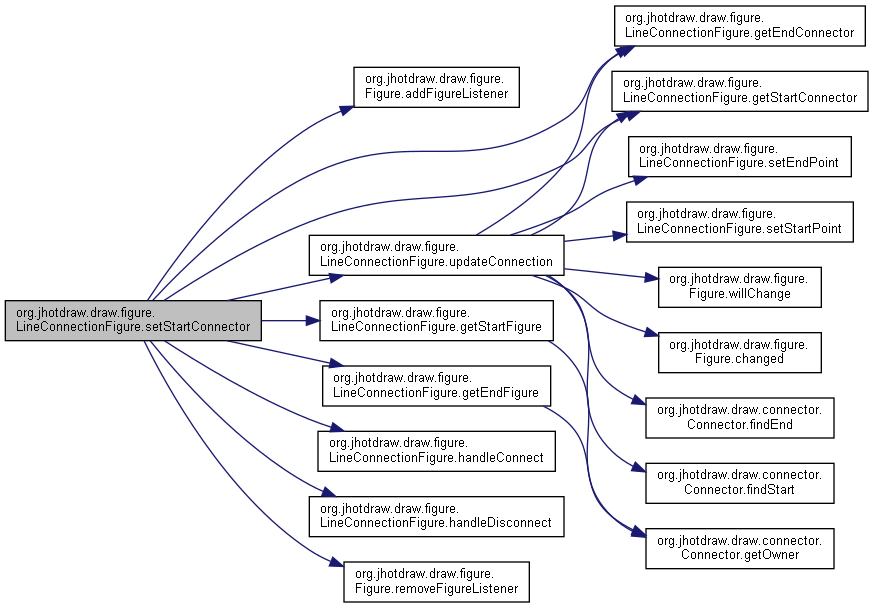 org.jhotdraw.draw.figure.
LineConnectionFigure.setStartConnector
org.jhotdraw.draw.figure.
Figure.addFigureListener
org.jhotdraw.draw.figure.
LineConnectionFigure.updateConnection
org.jhotdraw.draw.figure.
LineConnectionFigure.getStartFigure
org.jhotdraw.draw.figure.
LineConnectionFigure.getEndFigure
org.jhotdraw.draw.figure.
LineConnectionFigure.handleConnect
org.jhotdraw.draw.figure.
LineConnectionFigure.handleDisconnect
org.jhotdraw.draw.figure.
Figure.removeFigureListener
org.jhotdraw.draw.figure.
LineConnectionFigure.getEndConnector
org.jhotdraw.draw.figure.
LineConnectionFigure.getStartConnector
org.jhotdraw.draw.figure.
LineConnectionFigure.setEndPoint
org.jhotdraw.draw.figure.
LineConnectionFigure.setStartPoint
org.jhotdraw.draw.figure.
Figure.willChange
org.jhotdraw.draw.figure.
Figure.changed
org.jhotdraw.draw.connector.
Connector.findEnd
org.jhotdraw.draw.connector.
Connector.findStart
org.jhotdraw.draw.connector.
Connector.getOwner